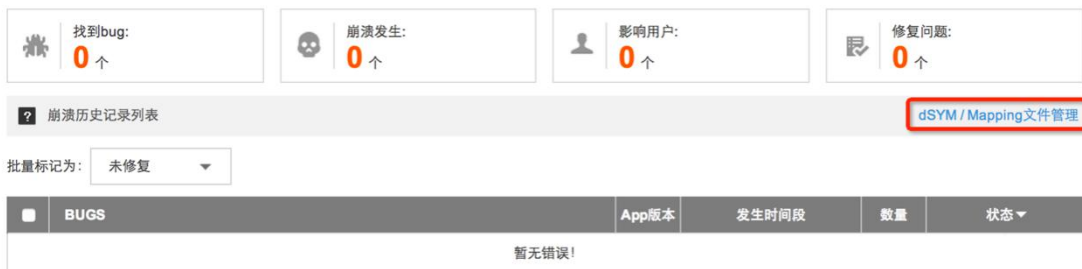 找到bug:
0 个
崩溃发生:
0 个
影响用户:
0 个
修复问题:
0 个
? 崩溃历史记录列表 dSYM / Mapping文件管理
批量标记为: 未修复
BUGS App版本 发生时间段 数量 状态
暂无错误!